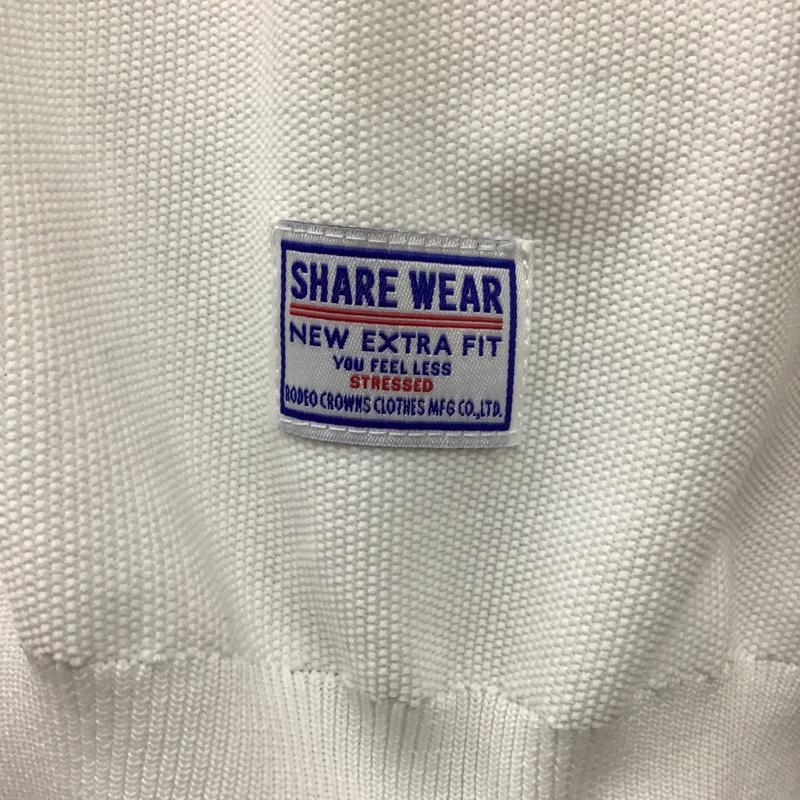 SHARE WEAR
NEW EXTRA FIT
YOU FEEL LESS
STRESSED
RODEO CROWNS CLOTHES MFG CO.,LTD.